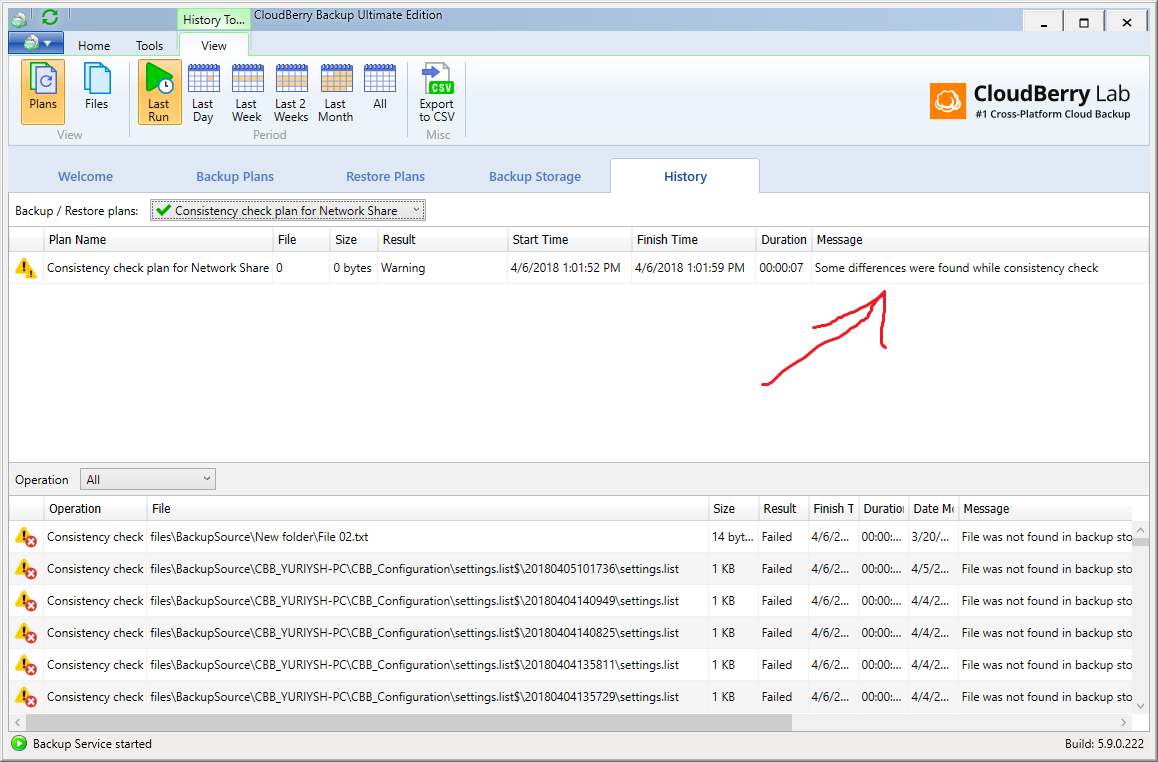 History To... CloudBerry Backup Ultimate Edition
Home Tools View
Plans Files Last Run Last Day Last Week Last 2 Weeks Last Month All Export to CSV
CSV
View Period Misc
CloudBerry Lab
#1 Cross-Platform Cloud Backup
Welcome Backup Plans Restore Plans Backup Storage History
Backup / Restore plans: Consistency check plan for Network Share
Plan Name File Size Result Start Time Finish Time Duration Message
Consistency check plan for Network Share 0 0 bytes Warning 4/6/2018 1:01:52 PM 4/6/2018 1:01:59 PM 00:00:07 Some differences were found while consistency check
Operation All
Operation File Size Result Finish T Duration Date Mo Message
Consistency check files\BackupSource\New folder\File 02.txt 14 byt... Failed 4/6/2... 00:00:... 3/20/... File was not found in backup sto
Consistency check files\BackupSource\CBB_YURIYSH-PC\CBB_Configuration\settings.list$\20180405101736\settings.list 1 KB Failed 4/6/2... 00:00:... 4/5/2... File was not found in backup sto
Consistency check files\BackupSource\CBB_YURIYSH-PC\CBB_Configuration\settings.list$\20180404140949\settings.list 1 KB Failed 4/6/2... 00:00:... 4/4/2... File was not found in backup sto
Consistency check files\BackupSource\CBB_YURIYSH-PC\CBB_Configuration\settings.list$\20180404140825\settings.list 1 KB Failed 4/6/2... 00:00:... 4/4/2... File was not found in backup sto
Consistency check files\BackupSource\CBB_YURIYSH-PC\CBB_Configuration\settings.list$\20180404135811\settings.list 1 KB Failed 4/6/2... 00:00:... 4/4/2... File was not found in backup sto
Consistency check files\BackupSource\CBB_YURIYSH-PC\CBB_Configuration\settings.list$\20180404135729\settings.list 1 KB Failed 4/6/2... 00:00:... 4/4/2... File was not found in backup sto
Backup Service started Build: 5.9.0.222